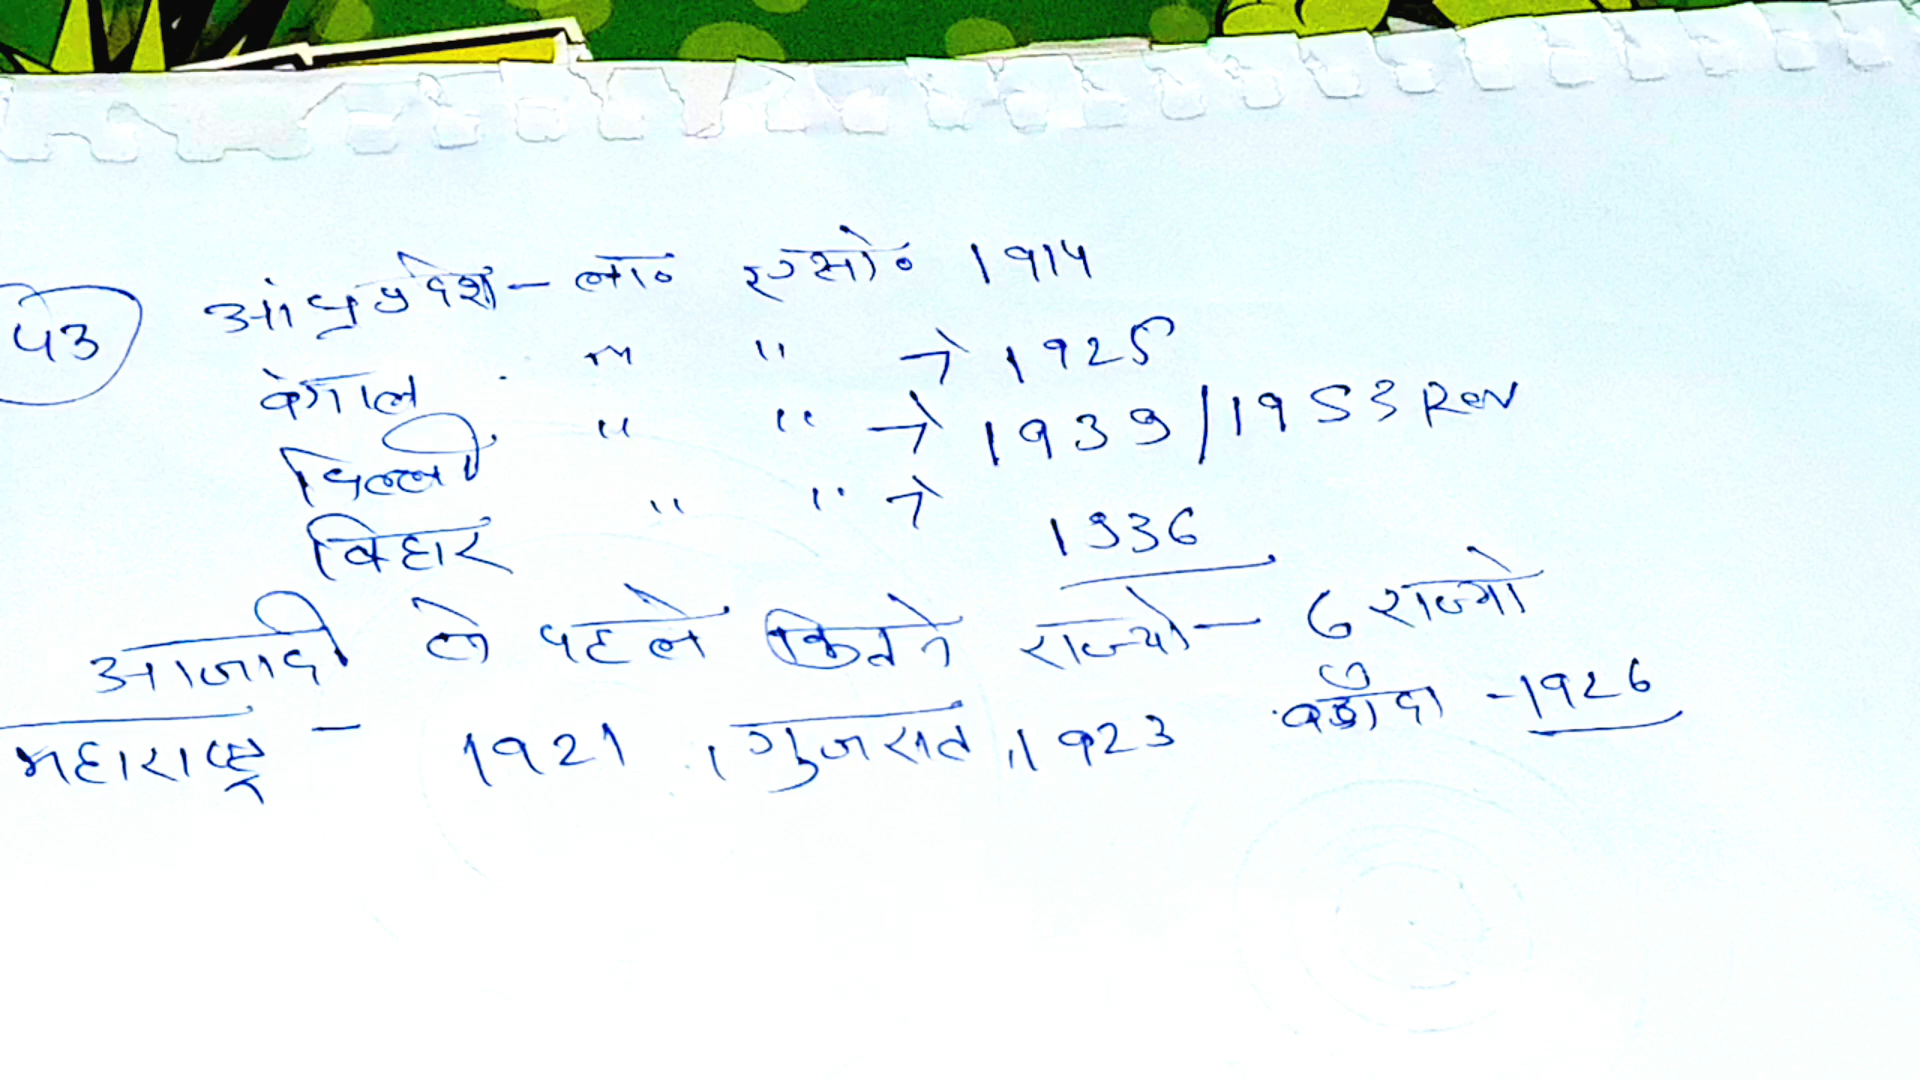 43 आंध्रप्रदेश - ला० एसो० 1914
बंगाल " " → 1925
दिल्ली " " → 1939/1953 Rev
बिहार " " → 1936
आजादी से पहले कितने राज्यो - 6 राज्यो
महाराष्ट्र - 1921, गुजरात, 1923 बड़ौदा - 1926